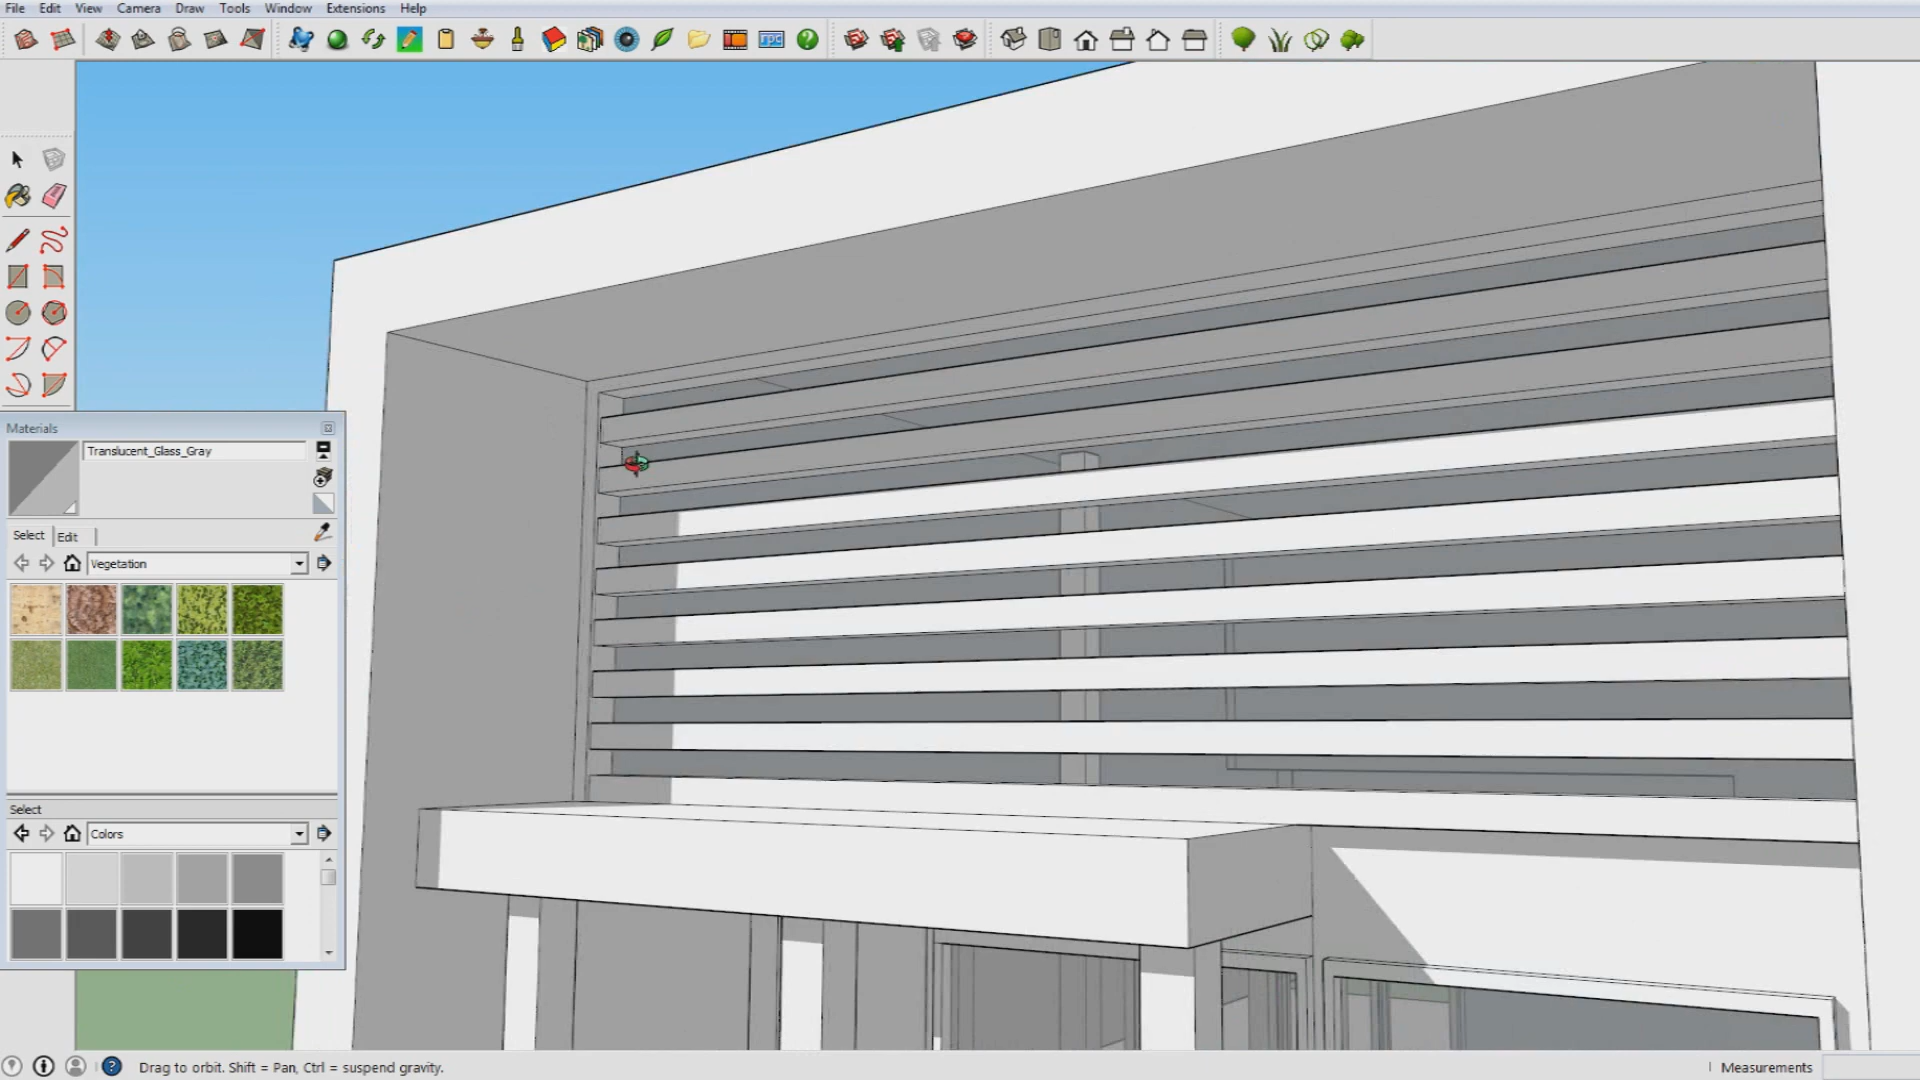 File Edit View Camera Draw Tools Window Extensions Help
rpc
Materials
Translucent_Glass_Gray
Select Edit
Vegetation
Select
Colors
Drag to orbit. Shift = Pan, Ctrl = suspend gravity.
Measurements